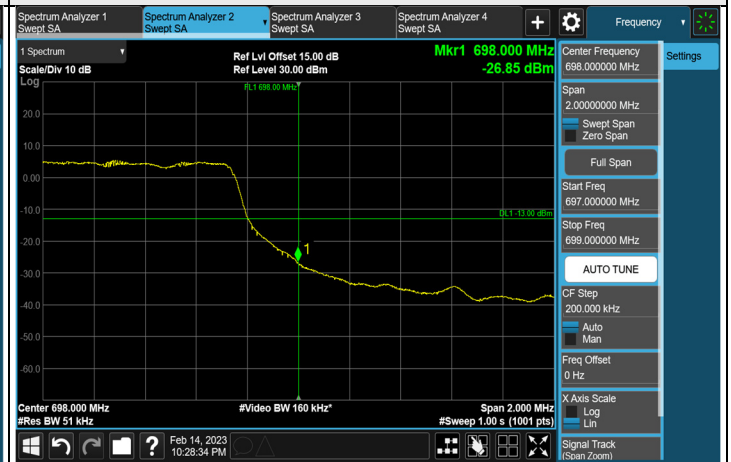 Spectrum Analyzer 1
Swept SA
Spectrum Analyzer 2
Swept SA
Spectrum Analyzer 3
Swept SA
Spectrum Analyzer 4
Swept SA
+
Frequency
Settings
1 Spectrum
Scale/Div 10 dB
Log
Ref Lvl Offset 15.00 dB
Ref Level 30.00 dBm
Mkr1 698.000 MHz
-26.85 dBm
FL1 698.00 MHz
20.0
10.0
0.00
-10.0
-20.0
-30.0
-40.0
-50.0
-60.0
DL1 -13.00 dBm
1
Center 698.000 MHz
#Res BW 51 kHz
#Video BW 160 kHz*
Span 2.000 MHz
#Sweep 1.00 s (1001 pts)
Center Frequency
698.000000 MHz
Span
2.00000000 MHz
Swept Span
Zero Span
Full Span
Start Freq
697.000000 MHz
Stop Freq
699.000000 MHz
AUTO TUNE
CF Step
200.000 kHz
Auto
Man
Freq Offset
0 Hz
X Axis Scale
Log
Lin
Signal Track
(Span Zoom)
?
Feb 14, 2023
10:28:34 PM